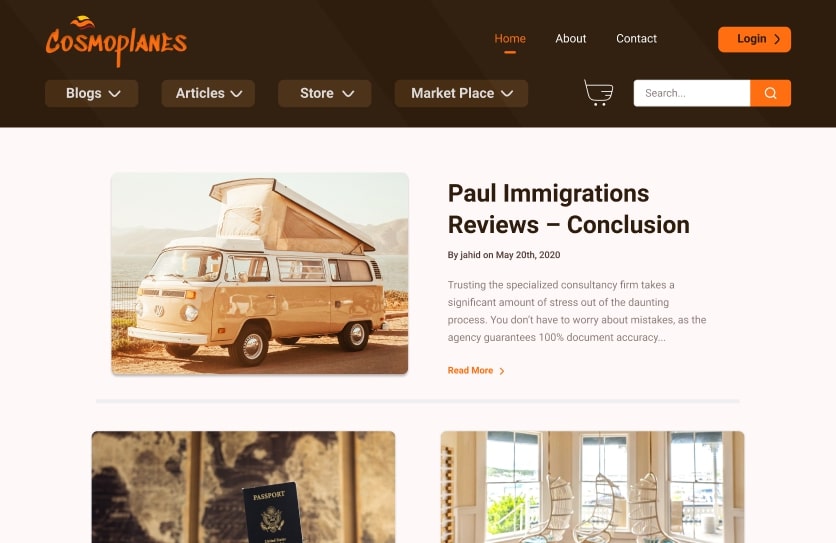 COSMOPLANES
Home About Contact
Login
Blogs Articles Store Market Place
Search...
Paul Immigrations
Reviews – Conclusion
By jahid on May 20th, 2020
Trusting the specialized consultancy firm takes a
significant amount of stress out of the daunting
process. You don't have to worry about mistakes, as the
agency guarantees 100% document accuracy...
Read More
PASSPORT
United States